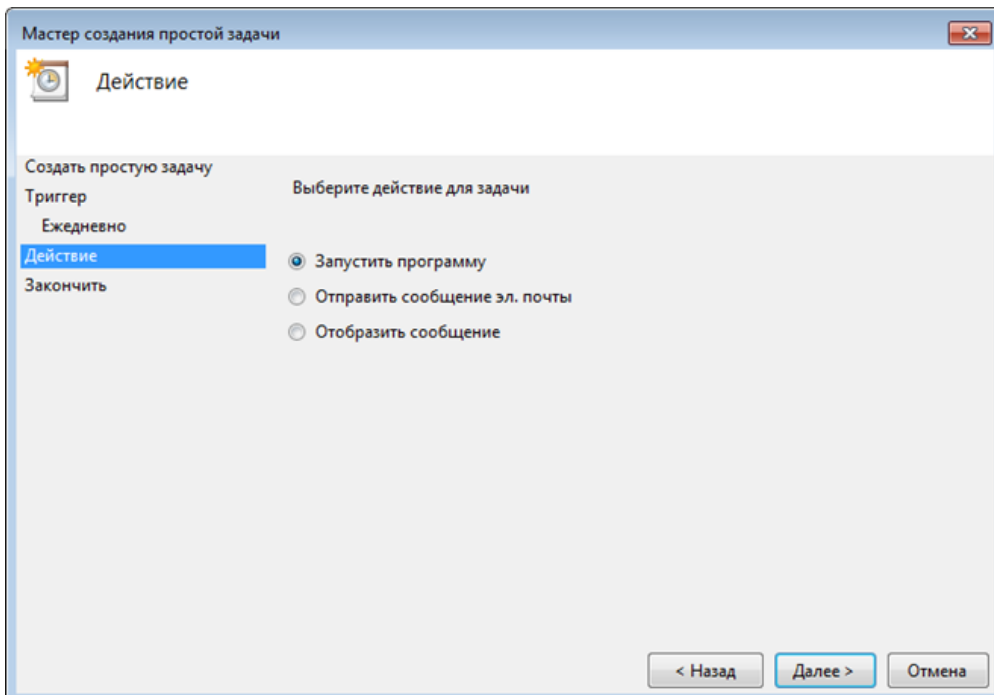 Мастер создания простой задачи
Действие
Создать простую задачу
Триггер
Ежедневно
Действие
Закончить
Выберите действие для задачи
Запустить программу
Отправить сообщение эл. почты
Отобразить сообщение
< Назад
Далее >
Отмена